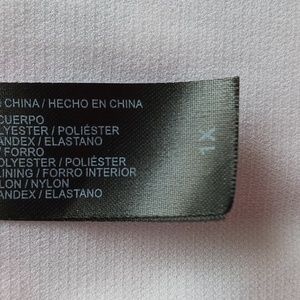 CHINA / HECHO EN CHINA
CUERPO
LYESTER / POLIÉSTER
ANDEX / ELASTANO
/ FORRO
OLYESTER / POLIÉSTER
LINING / FORRO INTERIOR
LON / NYLON
ANDEX / ELASTANO
1X